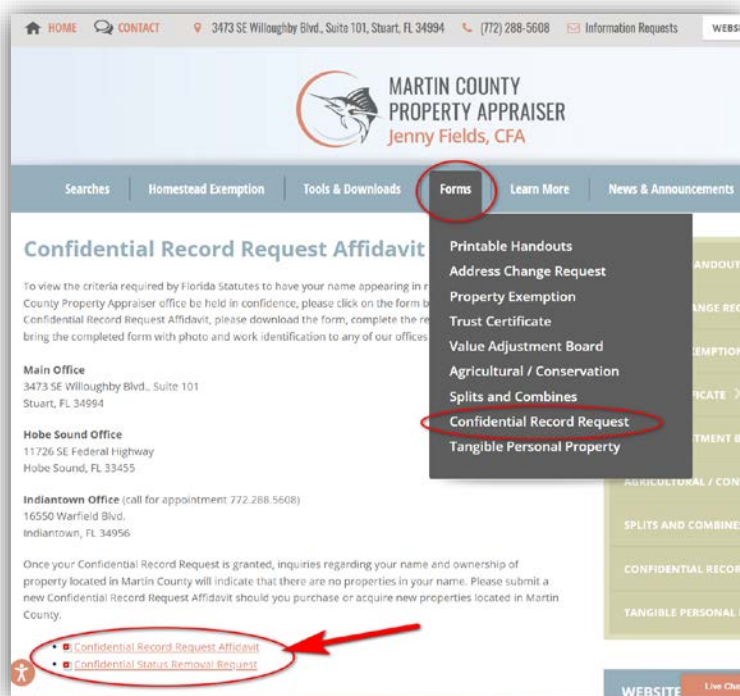 HOME
CONTACT
3473 SE Willoughby Blvd., Suite 101, Stuart, FL 34994
(772) 288-5608
Information Requests
MARTIN COUNTY
PROPERTY APPRAISER
Jenny Fields, CFA
Searches
Homestead Exemption
Tools & Downloads
Forms
Learn More
News & Announcements
Confidential Record Request Affidavit
To view the criteria required by Florida Statutes to have your name appearing in
County Property Appraiser office be held in confidence, please click on the form
Confidential Record Request Affidavit, please download the form, complete the
bring the completed form with photo and work identification to any of our offices
Main Office
3473 SE Willoughby Blvd., Suite 101
Stuart, FL 34994
Hobe Sound Office
11726 SE Federal Highway
Hobe Sound, FL 33455
Indiantown Office (call for appointment 772.288.5608)
16550 Warfield Blvd.
Indiantown, FL 34956
Once your Confidential Record Request is granted, inquiries regarding your name and ownership of
property located in Martin County will indicate that there are no properties in your name. Please submit a
new Confidential Record Request Affidavit should you purchase or acquire new properties located in Martin
County.
Confidential Record Request Affidavit
Confidential Status Removal Request
Printable Handouts
Address Change Request
Property Exemption
Trust Certificate
Value Adjustment Board
Agricultural / Conservation
Splits and Combines
Confidential Record Request
Tangible Personal Property
AGRICULTURAL /
SPLITS AND COMBINES
CONFIDENTIAL
TANGIBLE PERSONAL
WEBSITE
Live